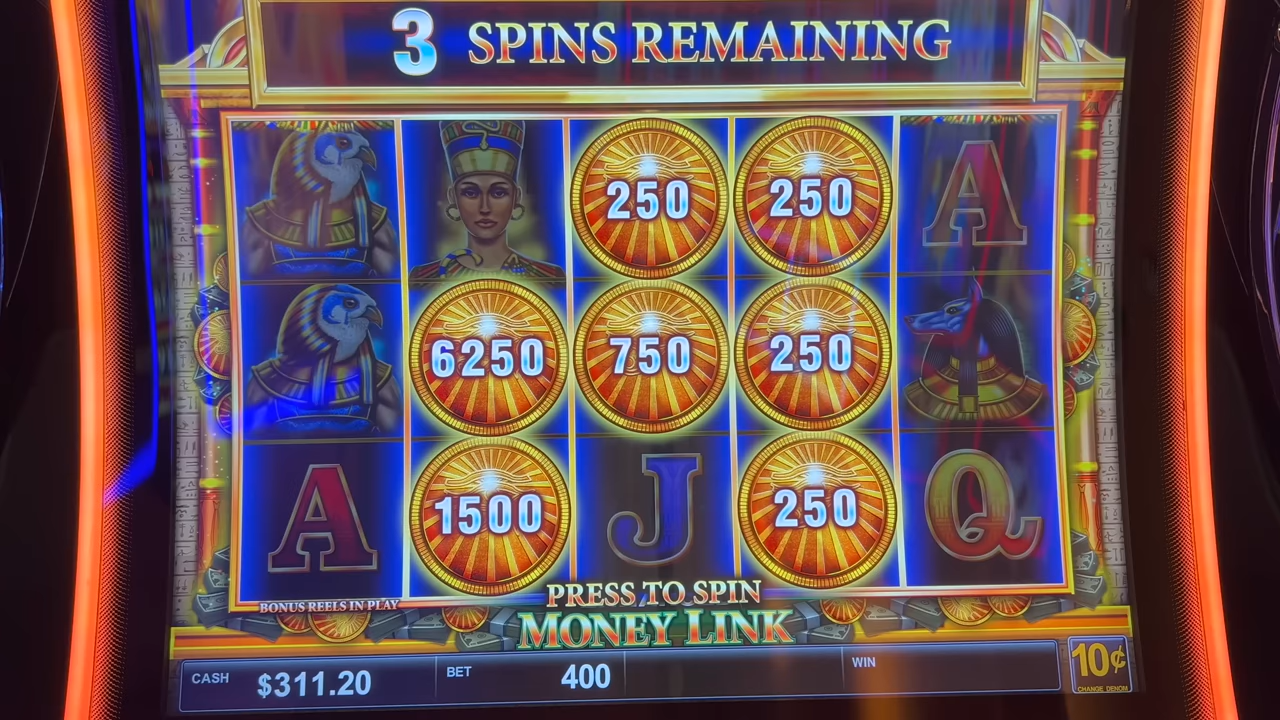 3 SPINS REMAINING
250 250 A
6250 750 250
A 1500 J 250 Q
PRESS TO SPIN
BONUS REELS IN PLAY
MONEY LINK
CASH $311.20 BET 400 WIN 10¢
CHANGE DENOM